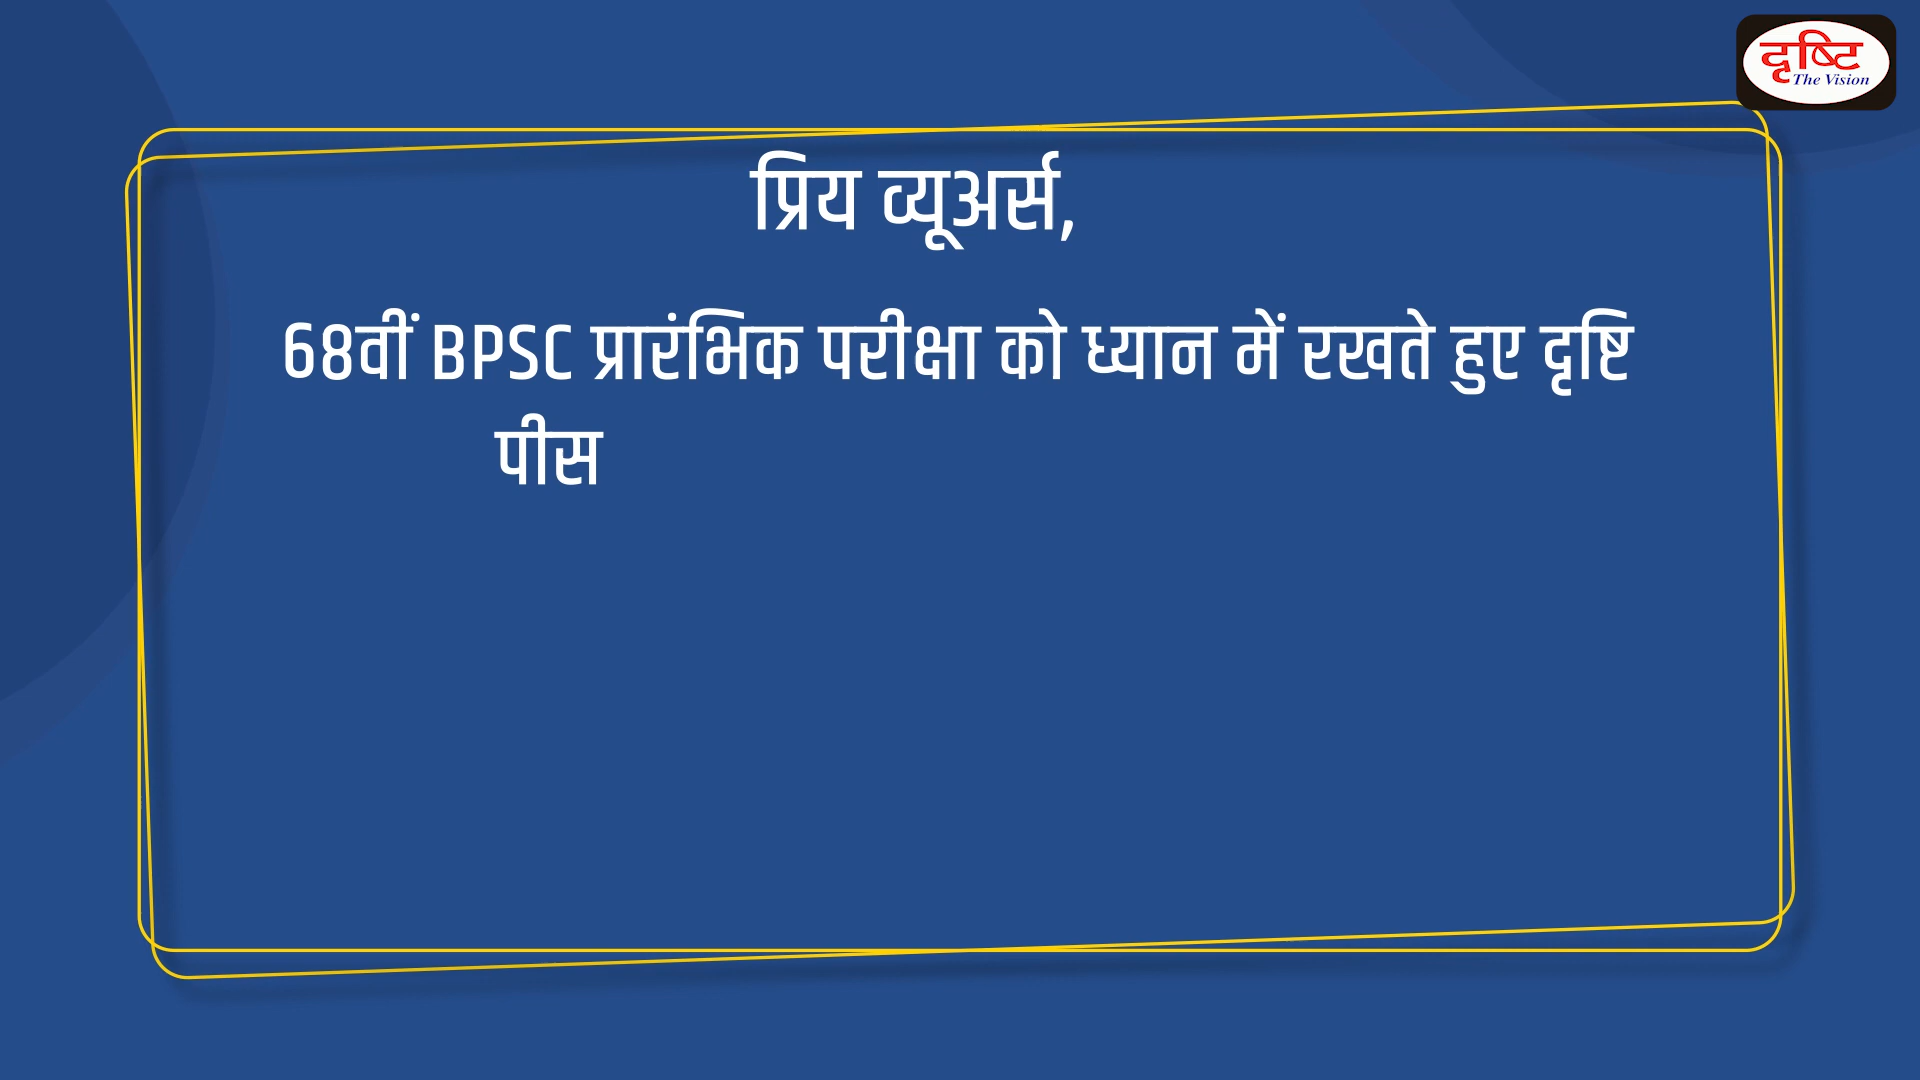 दृष्टि
The Vision
प्रिय व्यूअर्स,
68वीं BPSC प्रारंभिक परीक्षा को ध्यान में रखते हुए दृष्टि
पीस